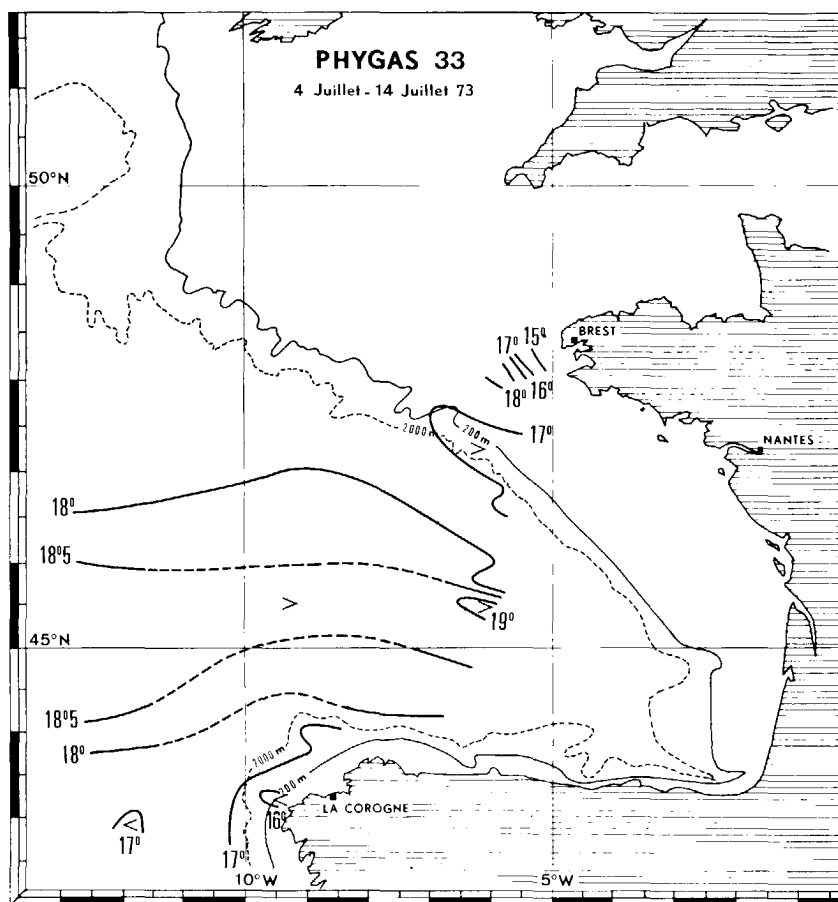 PHYGAS 33
4 Juillet - 14 Juillet 73
50°N
17° 15°
BREST
18° 16°
200 m
2000 m
17°
NANTES
18°
18°5
19°
45°N
18°5
18°
2000 m
200 m
LA COROGNE
16°
17°
17°
10°W
5°W